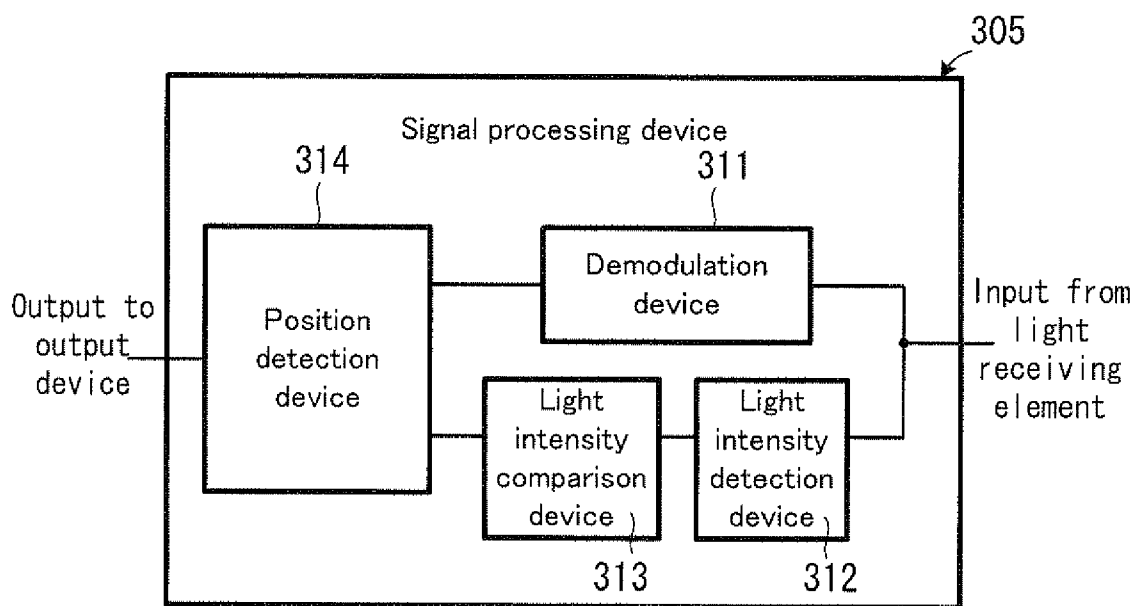 305
Signal processing device
314
311
Position
detection
device
Demodulation
device
Output to
output
device
Input from
light
receiving
element
Light
intensity
comparison
device
Light
intensity
detection
device
313
312